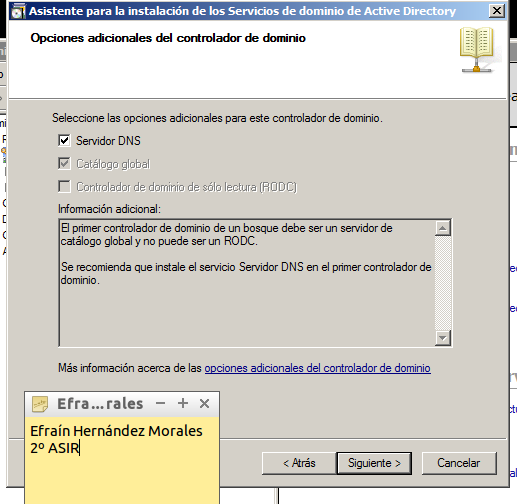 Asistente para la instalación de los Servicios de dominio de Active Directory
Opciones adicionales del controlador de dominio
Seleccione las opciones adicionales para este controlador de dominio.
Servidor DNS
Catálogo global
Controlador de dominio de sólo lectura (RODC)
Información adicional:
El primer controlador de dominio de un bosque debe ser un servidor de
catálogo global y no puede ser un RODC.
Se recomienda que instale el servicio Servidor DNS en el primer controlador de
dominio.
Más información acerca de las opciones adicionales del controlador de dominio
Efra...rales
Efraín Hernández Morales
2º ASIR
< Atrás
Siguiente >
Cancelar